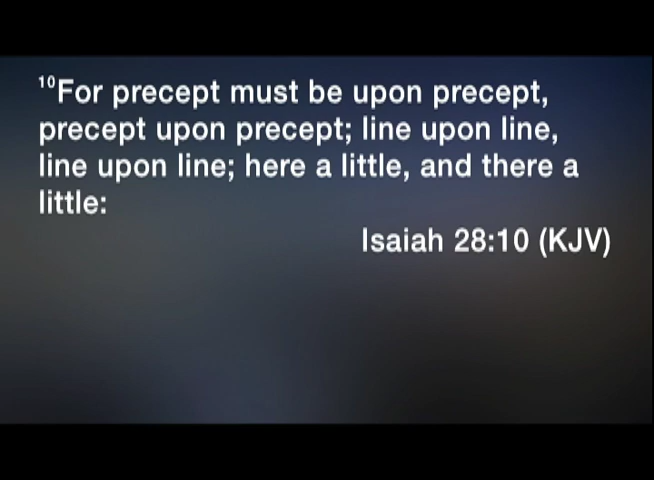 ¹⁰For precept must be upon precept,
precept upon precept; line upon line,
line upon line; here a little, and there a
little:
Isaiah 28:10 (KJV)